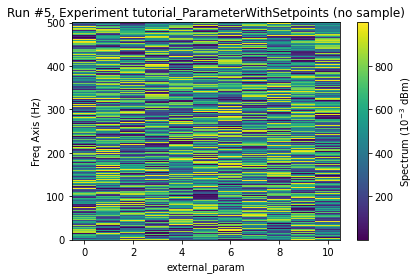 Run #5, Experiment tutorial_ParameterWithSetpoints (no sample)
500
400
300
200
100
0
Freq Axis (Hz)
0 2 4 6 8 10
external_param
800
600
400
200
Spectrum (10⁻³ dBm)